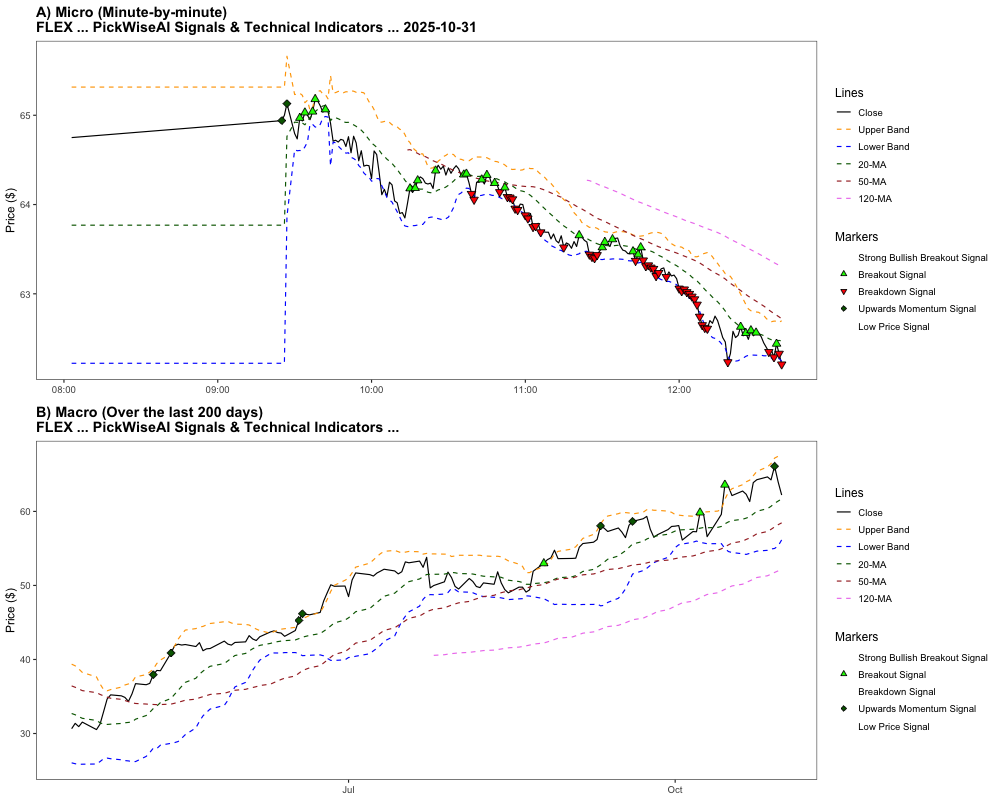 A) Micro (Minute-by-minute)
FLEX ... PickWiseAI Signals & Technical Indicators ... 2025-10-31
Price ($)
65
64
63
08:00
09:00
10:00
11:00
12:00
Lines
Close
Upper Band
Lower Band
20-MA
50-MA
120-MA
Markers
Strong Bullish Breakout Signal
Breakout Signal
Breakdown Signal
Upwards Momentum Signal
Low Price Signal
B) Macro (Over the last 200 days)
FLEX ... PickWiseAI Signals & Technical Indicators ...
Price ($)
60
50
40
30
Jul
Oct
Lines
Close
Upper Band
Lower Band
20-MA
50-MA
120-MA
Markers
Strong Bullish Breakout Signal
Breakout Signal
Breakdown Signal
Upwards Momentum Signal
Low Price Signal